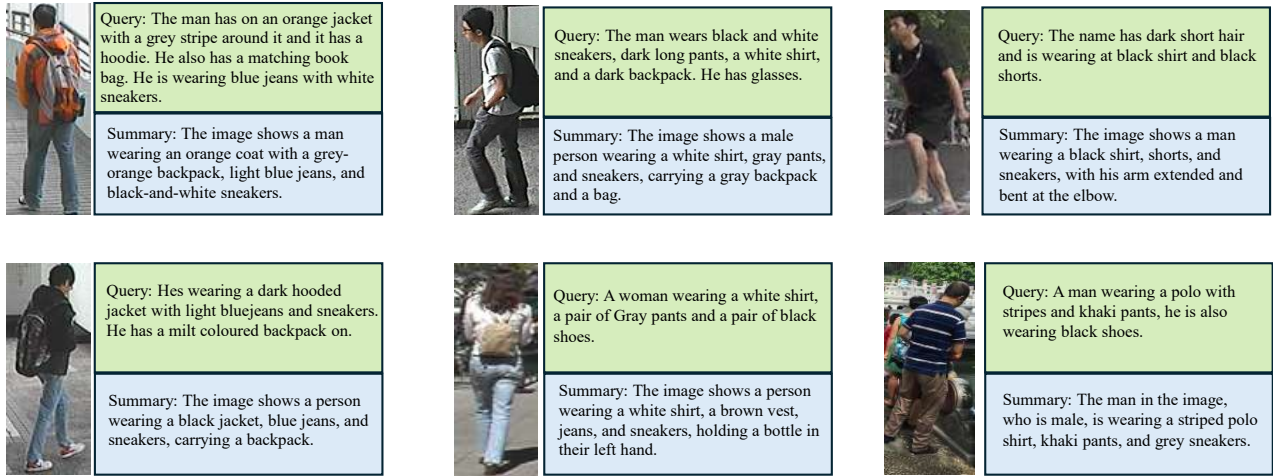 Query: The man has on an orange jacket
with a grey stripe around it and it has a
hoodie. He also has a matching book
bag. He is wearing blue jeans with white
sneakers.
Summary: The image shows a man
wearing an orange coat with a grey-
orange backpack, light blue jeans, and
black-and-white sneakers.
Query: The man wears black and white
sneakers, dark long pants, a white shirt,
and a dark backpack. He has glasses.
Summary: The image shows a male
person wearing a white shirt, gray pants,
and sneakers, carrying a gray backpack
and a bag.
Query: The name has dark short hair
and is wearing at black shirt and black
shorts.
Summary: The image shows a man
wearing a black shirt, shorts, and
sneakers, with his arm extended and
bent at the elbow.
Query: Hes wearing a dark hooded
jacket with light bluejeans and sneakers.
He has a milt coloured backpack on.
Summary: The image shows a person
wearing a black jacket, blue jeans, and
sneakers, carrying a backpack.
Query: A woman wearing a white shirt,
a pair of Gray pants and a pair of black
shoes.
Summary: The image shows a person
wearing a white shirt, a brown vest,
jeans, and sneakers, holding a bottle in
their left hand.
Query: A man wearing a polo with
stripes and khaki pants, he is also
wearing black shoes.
Summary: The man in the image,
who is male, is wearing a striped polo
shirt, khaki pants, and grey sneakers.